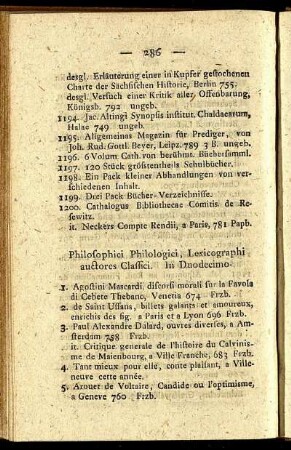 — 286 —
desgl. Erläuterung einer in Kupfer gestochenen
Charte der Sächsischen Historie, Berlin 755.
desgl. Versuch einer Kritik aller Offenbarung,
Königsb. 792 ungeb.
1194. Jac. Altingi Synopsis institut. Chaldaearum,
Halae 749 ungeb.
1195. Allgemeines Magazin für Prediger, von
Joh. Rud. Gottl. Beyer, Leipz. 789 3 B. ungeb.
1196. 6 Volum Cath. von berühmt. Büchersamml.
1197. 120 Stück größtentheils Schulbücher.
1198. Ein Pack kleiner Abhandlungen von ver-
schiedenen Inhalt.
1199. Dori Pack Bücher-Verzeichnisse.
1200. Cathalogus Bibliothecae Comitis de Re-
sewitz.
it. Neckers Compte Rendii, a Paris, 781 Papb.
Philosophici Philologici, Lexicographi
auctores Classici. In Duodecimo.
1. Agostini Mascardi discorsi morali sur la Favola
di Cebete Thebano, Venetia 674 Frzb.
2. de Saint Ussans, billets galants et amoureux,
enrichis des fig. a Paris et a Lyon 696 Frzb.
3. Paul Alexandre Dalard, ouvres diverses, a Am-
sterdam 758 Frzb.
it. Critique generale de l'histoire du Calvinis-
me de Maienbourg, a Ville Franche, 683 Frzb.
4. Tant mieux pour elle, conte plaisant, a Ville-
neuve cette année.
5. Arouet de Voltaire, Candide ou l'optimisme,
a Geneve 760 Frzb.